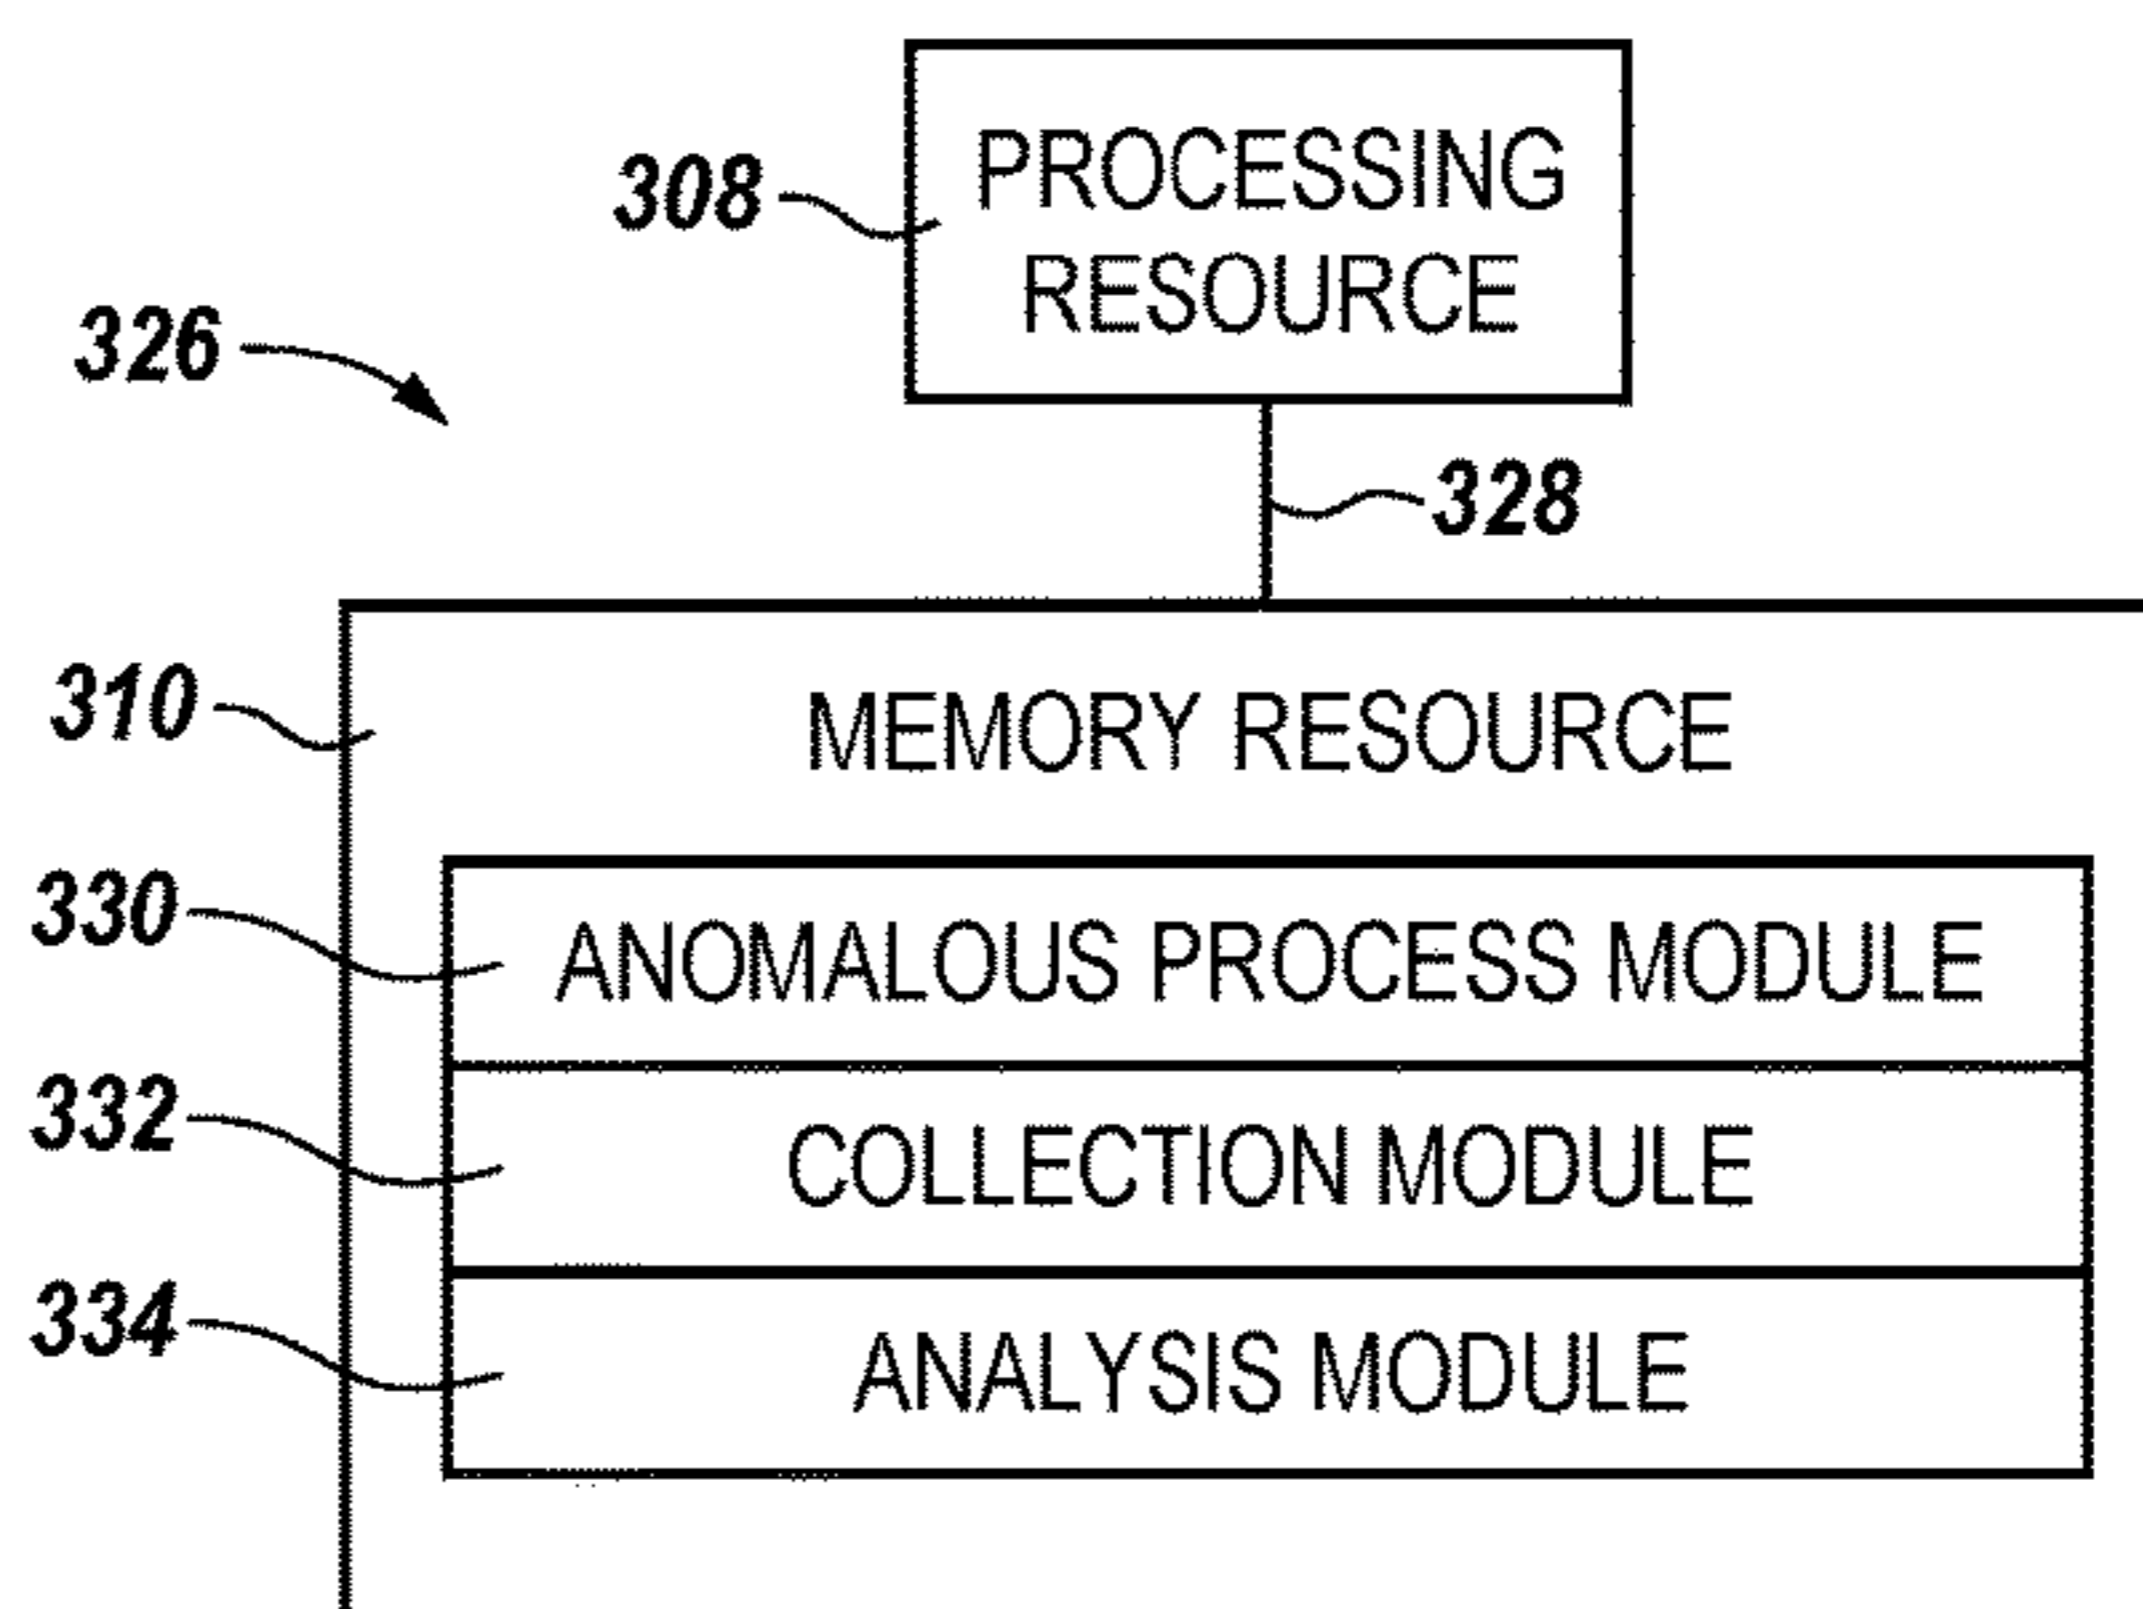 PROCESSING
308
RESOURCE
326
328
310
MEMORY RESOURCE
330
ANOMALOUS PROCESS MODULE
332
COLLECTION MODULE
334
ANALYSIS MODULE